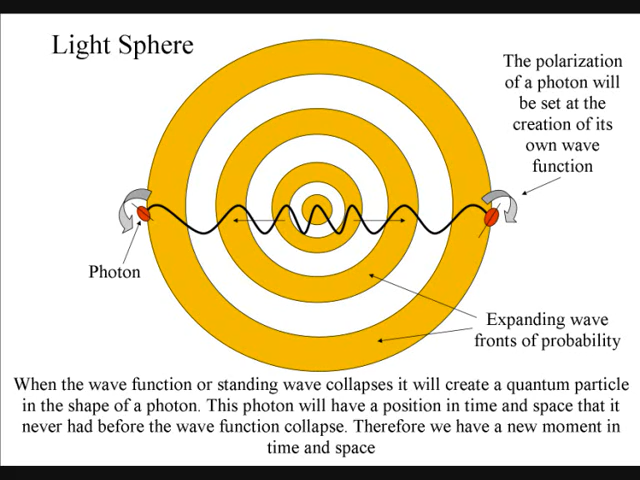 Light Sphere
The polarization
of a photon will
be set at the
creation of its
own wave
function
Photon
Expanding wave
fronts of probability
When the wave function or standing wave collapses it will create a quantum particle
in the shape of a photon. This photon will have a position in time and space that it
never had before the wave function collapse. Therefore we have a new moment in
time and space